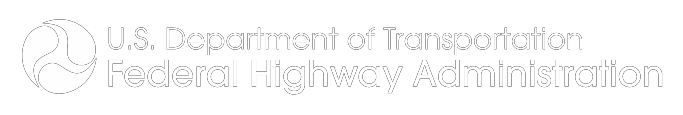 U.S. Department of Transportation
Federal Highway Administration